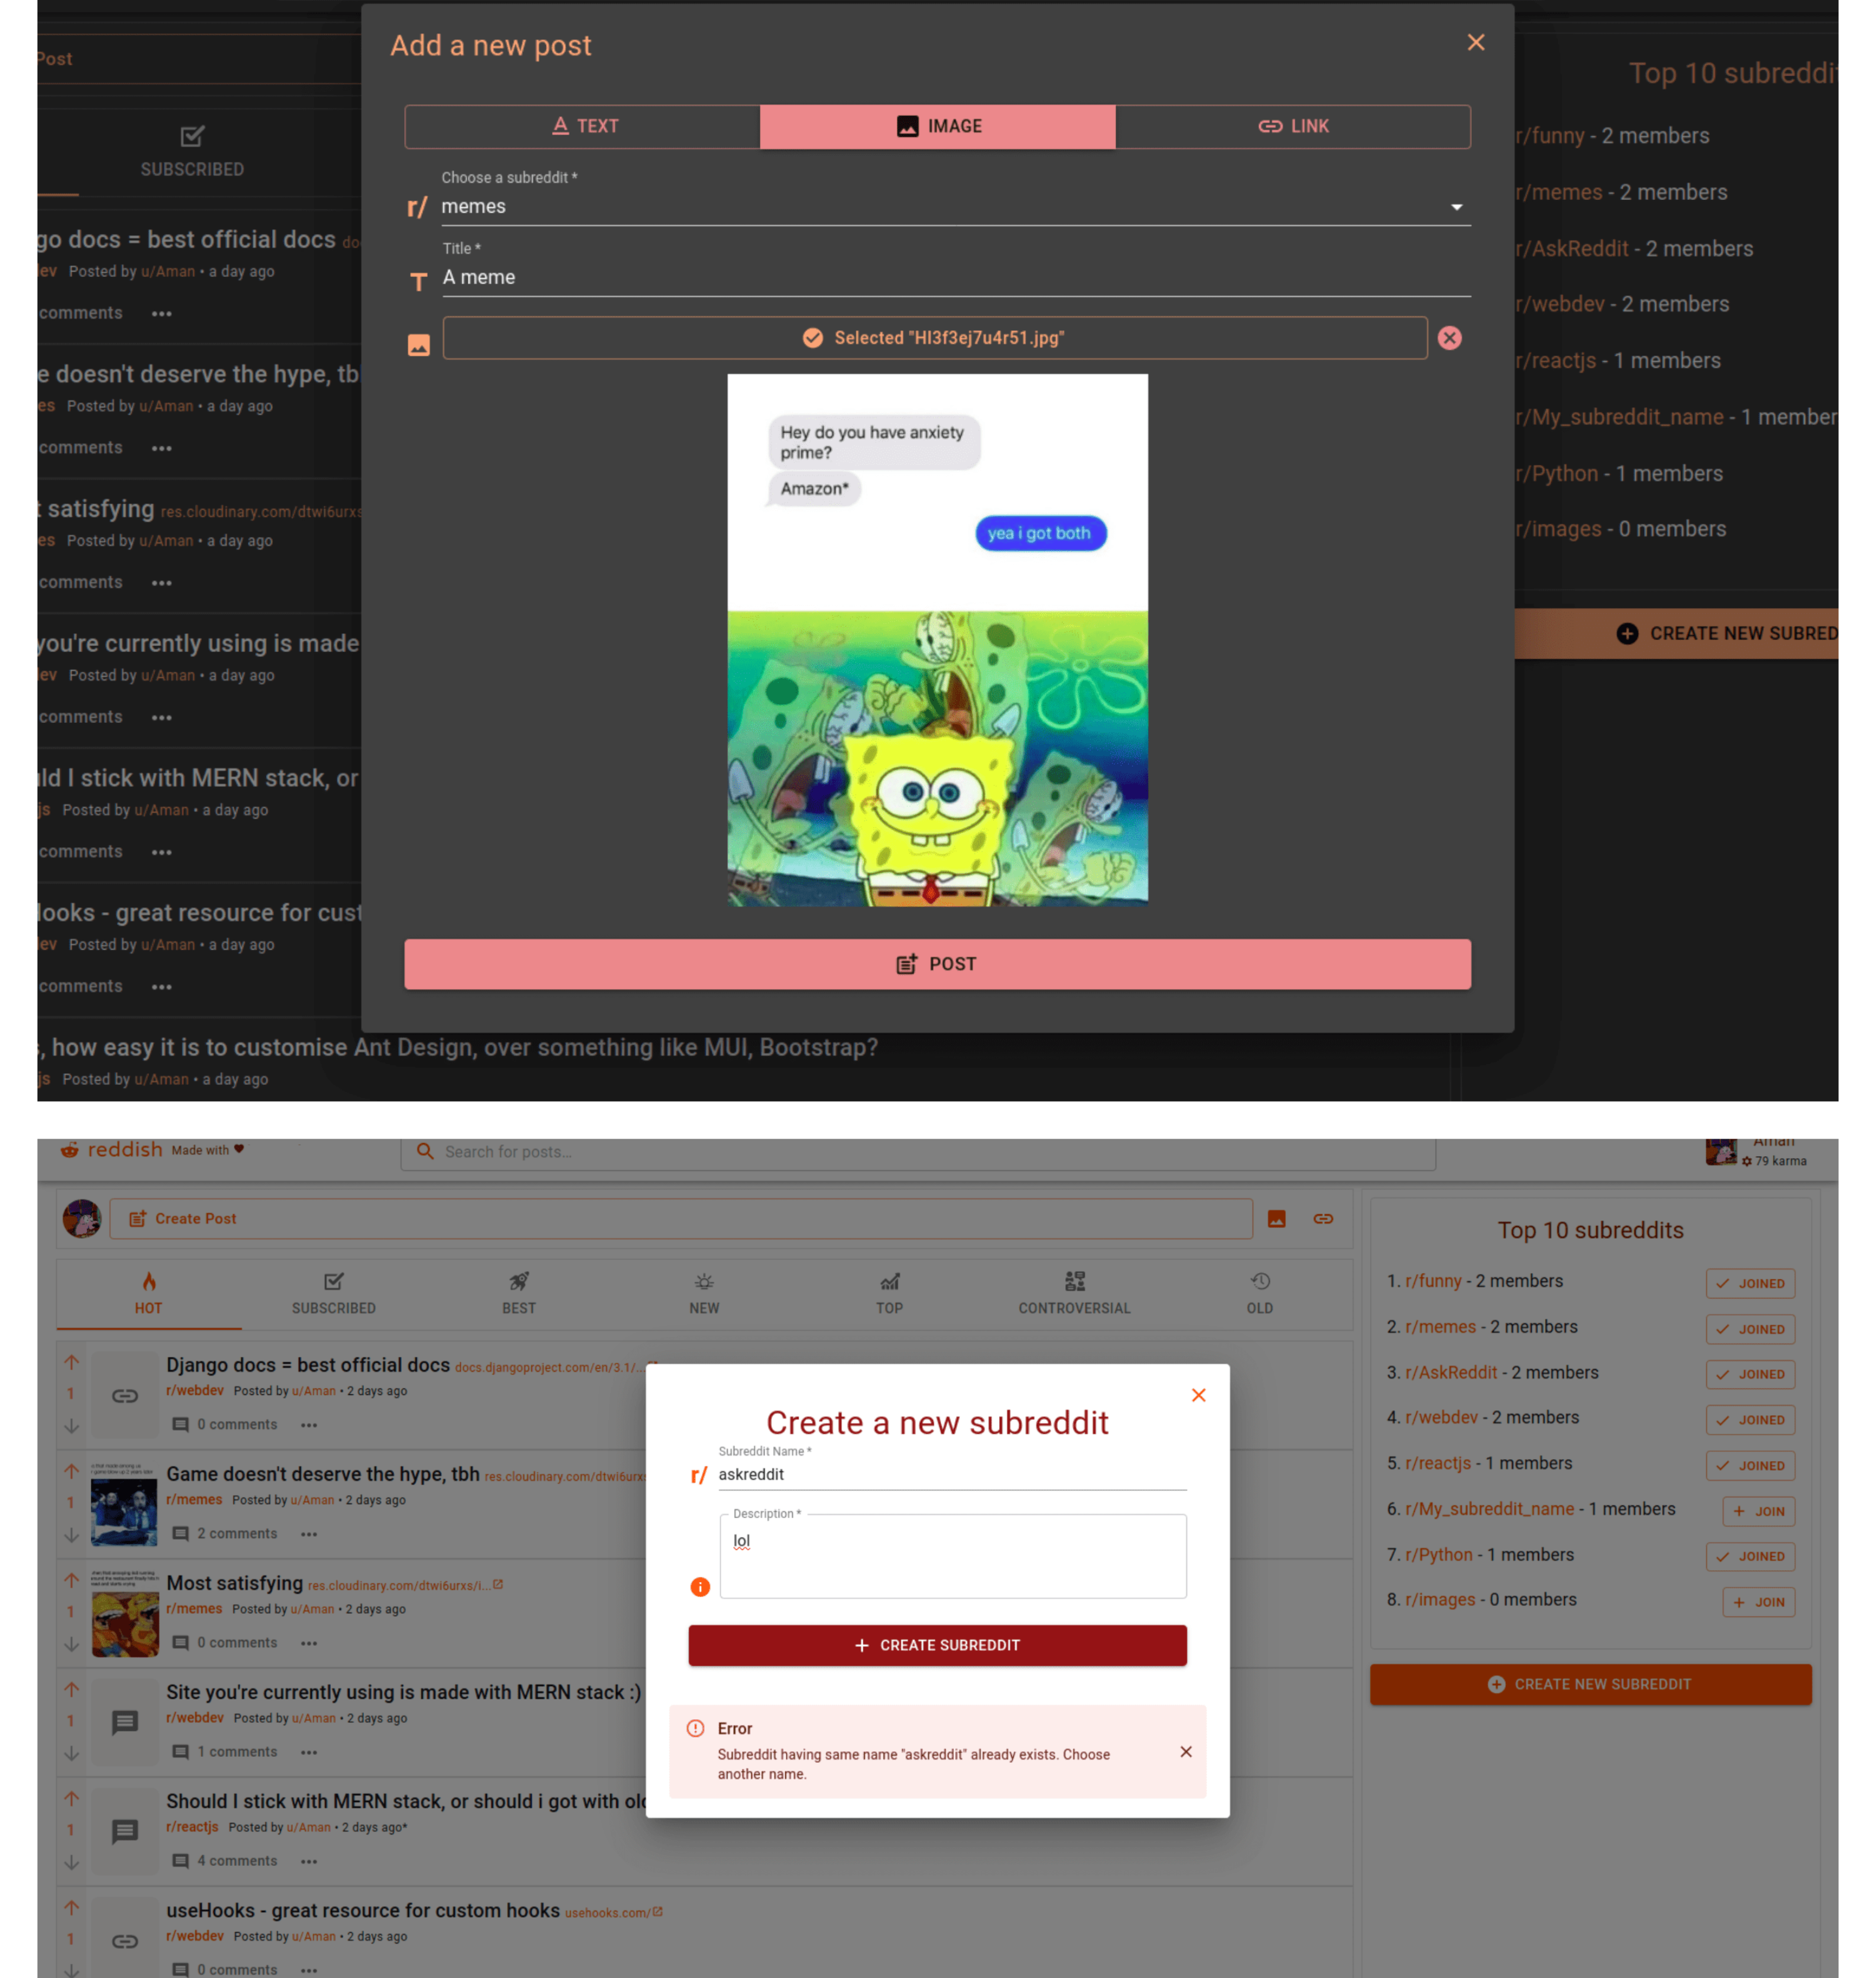 Post
Add a new post
TEXT
IMAGE
LINK
SUBSCRIBED
Choose a subreddit *
r/ memes
Title *
T A meme
Selected "HI3f3ej7u4r51.jpg"
Hey do you have anxiety
prime?
Amazon*
yea i got both
POST
go docs = best official docs do
ev Posted by u/Aman • a day ago
comments
e doesn't deserve the hype, tb
es Posted by u/Aman • a day ago
comments
t satisfying res.cloudinary.com/dtwi6urxs
es Posted by u/Aman • a day ago
comments
you're currently using is made
ev Posted by u/Aman • a day ago
comments
ld I stick with MERN stack, or
js Posted by u/Aman • a day ago
comments
looks - great resource for cust
ev Posted by u/Aman • a day ago
comments
, how easy it is to customise Ant Design, over something like MUI, Bootstrap?
js Posted by u/Aman • a day ago
Top 10 subreddi
r/funny - 2 members
r/memes - 2 members
r/AskReddit - 2 members
r/webdev - 2 members
r/reactjs - 1 members
r/My_subreddit_name - 1 member
r/Python - 1 members
r/images - 0 members
CREATE NEW SUBRED
reddish Made with ♥
Search for posts...
Aman
79 karma
Create Post
HOT
SUBSCRIBED
BEST
NEW
TOP
CONTROVERSIAL
OLD
Django docs = best official docs docs.djangoproject.com/en/3.1/...
1
r/webdev Posted by u/Aman • 2 days ago
0 comments
Game doesn't deserve the hype, tbh res.cloudinary.com/dtwi6urx
1
r/memes Posted by u/Aman • 2 days ago
2 comments
Most satisfying res.cloudinary.com/dtwi6urxs/i...
1
r/memes Posted by u/Aman • 2 days ago
0 comments
Site you're currently using is made with MERN stack :)
1
r/webdev Posted by u/Aman • 2 days ago
1 comments
Should I stick with MERN stack, or should i got with old
1
r/reactjs Posted by u/Aman • 2 days ago*
4 comments
useHooks - great resource for custom hooks usehooks.com/
1
r/webdev Posted by u/Aman • 2 days ago
0 comments
Create a new subreddit
Subreddit Name *
r/ askreddit
Description *
lol
+ CREATE SUBREDDIT
Error
Subreddit having same name "askreddit" already exists. Choose
another name.
Top 10 subreddits
1. r/funny - 2 members JOINED
2. r/memes - 2 members JOINED
3. r/AskReddit - 2 members JOINED
4. r/webdev - 2 members JOINED
5. r/reactjs - 1 members JOINED
6. r/My_subreddit_name - 1 members + JOIN
7. r/Python - 1 members JOINED
8. r/images - 0 members + JOIN
CREATE NEW SUBREDDIT